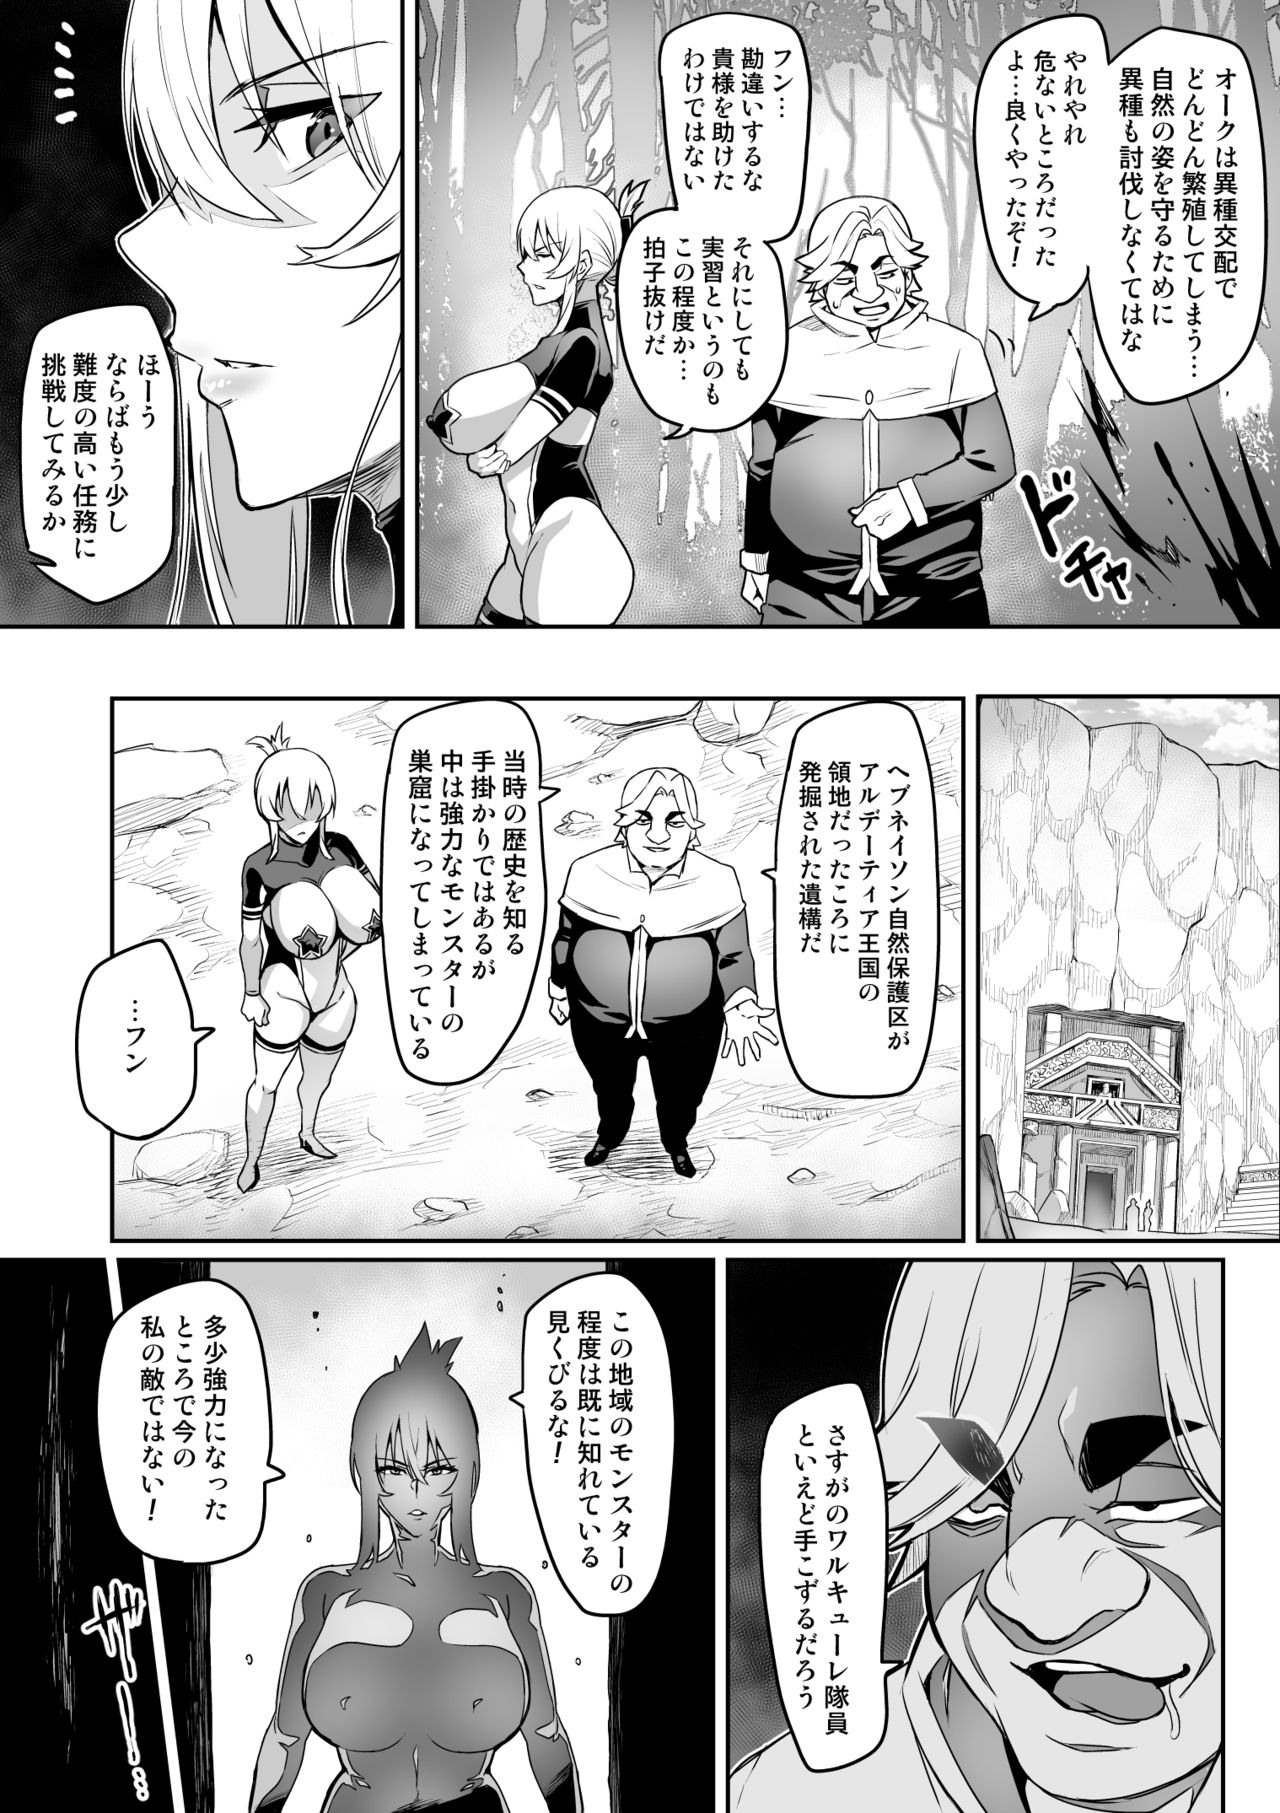 オークは異種交配で
どんどん繁殖してしまう…
自然の姿を守るために
異種も討伐しなくてはな
やれやれ
危ないところだった
よ…良くやったぞ！
フン…
勘違いするな
貴様を助けた
わけではない
それにしても
実習というのも
この程度か…
拍子抜けだ
ドチャ
ほーう
ならばもう少し
難度の高い任務に
挑戦してみるか
ヘブネイソン自然保護区が
アルデーティア王国の
領地だったころに
発掘された遺構だ
当時の歴史を知る
手掛かりではあるが
中は強力なモンスターの
巣窟になってしまっている
…フン
さすがのワルキューレ隊員
といえど手こずるだろう
この地域のモンスターの
程度は既に知れている
見くびるな！
多少強力になった
ところで今の
私の敵ではない！